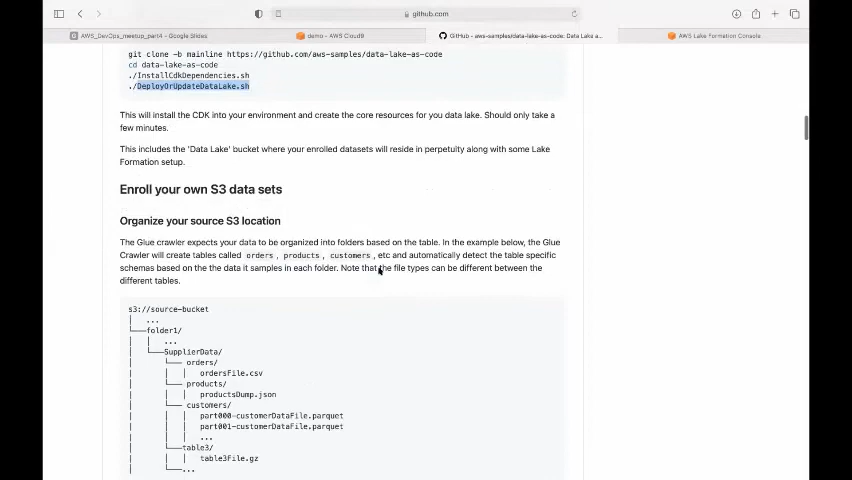 github.com
AWS_DevOps_meetup_part4 - Google Slides
demo - AWS Cloud9
GitHub - aws-samples/data-lake-as-code: Data Lake a...
AWS Lake Formation Console
git clone -b mainline https://github.com/aws-samples/data-lake-as-code
cd data-lake-as-code
./InstallCdkDependencies.sh
./DeployOrUpdateDataLake.sh
This will install the CDK into your environment and create the core resources for you data lake. Should only take a
few minutes.
This includes the 'Data Lake' bucket where your enrolled datasets will reside in perpetuity along with some Lake
Formation setup.
Enroll your own S3 data sets
Organize your source S3 location
The Glue crawler expects your data to be organized into folders based on the table. In the example below, the Glue
Crawler will create tables called orders , products , customers , etc and automatically detect the table specific
schemas based on the the data it samples in each folder. Note that the file types can be different between the
different tables.
s3://source-bucket
│ ...
└──folder1/
│ │ ...
│ └──SupplierData/
│ └── orders/
│ │ │ ordersFile.csv
│ └── products/
│ │ │ productsDump.json
│ └── customers/
│ │ │ part000-customerDataFile.parquet
│ │ │ part001-customerDataFile.parquet
│ │ │ ...
│ └──table3/
│ │ │ table3File.gz
│ └──...